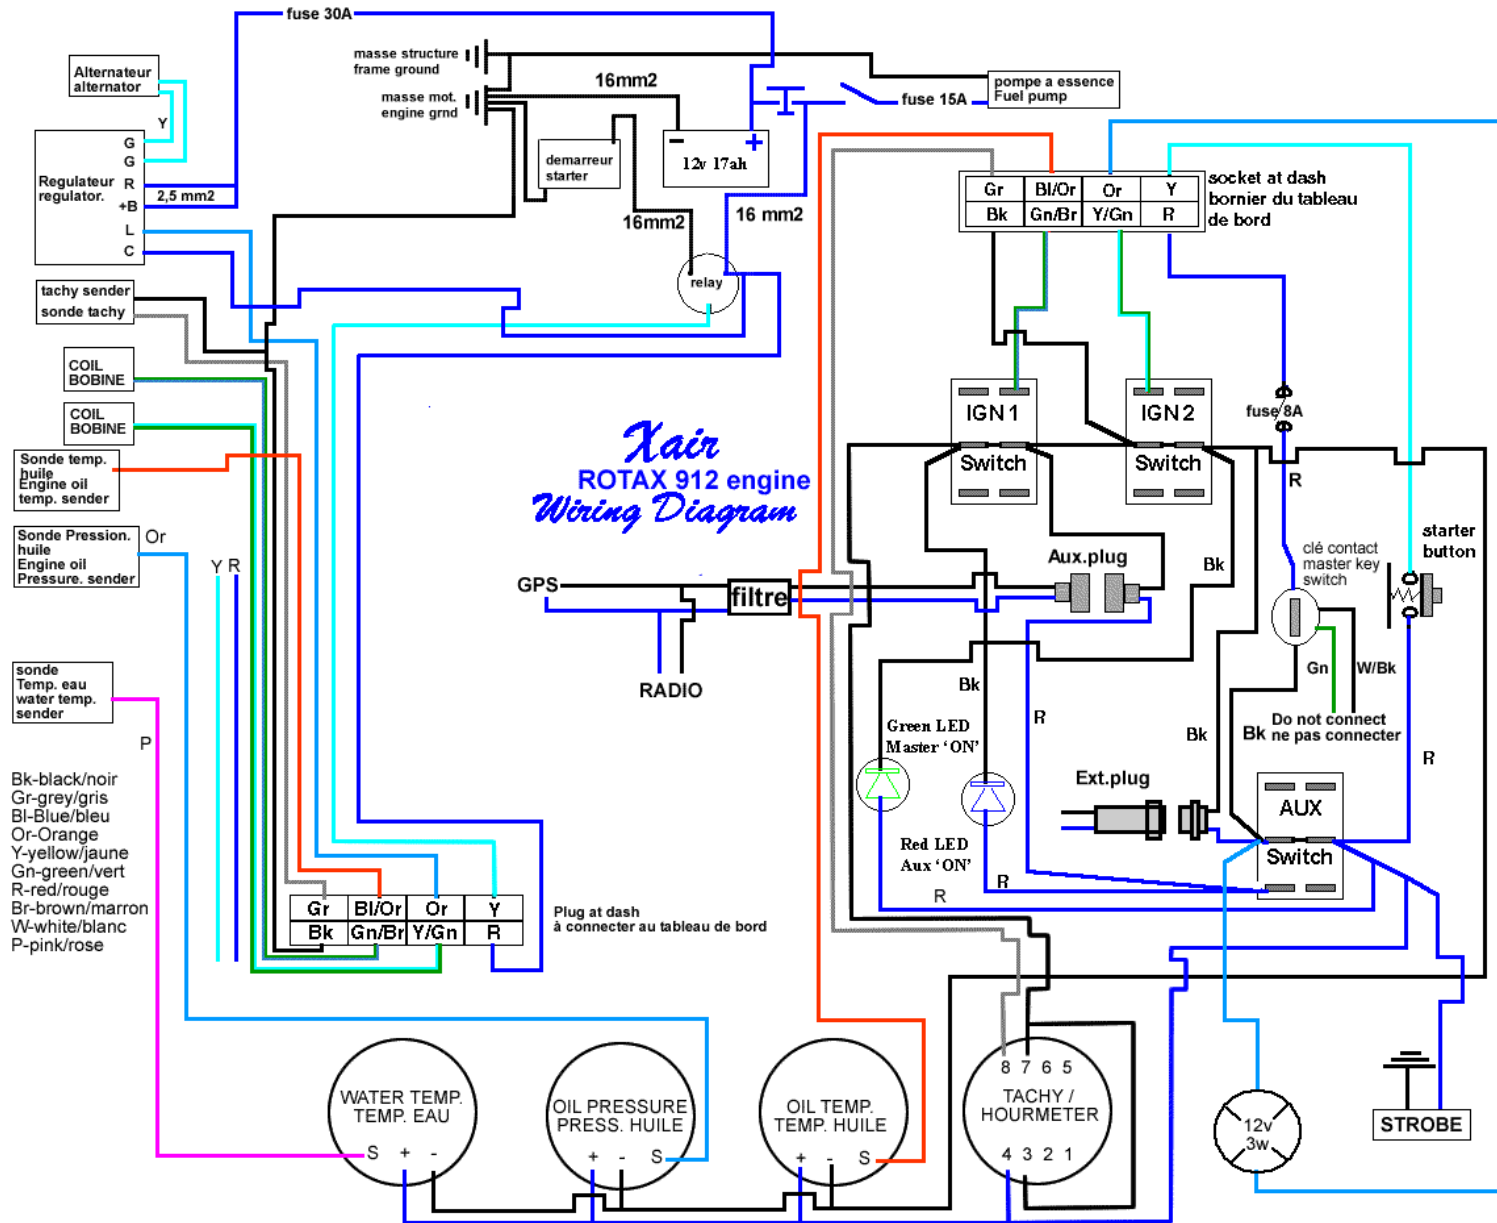 fuse 30A
Alternateur
alternator
Y
masse structure
frame ground
masse mot.
engine grnd
16mm2
pompe a essence
Fuel pump
fuse 15A
Regulateur
regulator.
G
G
R
+B
L
C
2,5 mm2
demarreur
starter
- +
12v 17ah
16mm2
16 mm2
relay
Gr Bl/Or Or Y
Bk Gn/Br Y/Gn R
socket at dash
bornier du tableau
de bord
tachy sender
sonde tachy
COIL
BOBINE
COIL
BOBINE
Sonde temp.
huile
Engine oil
temp. sender
Sonde Pression.
huile
Engine oil
Pressure. sender
Or
Y R
sonde
Temp. eau
water temp.
sender
P
Bk-black/noir
Gr-grey/gris
Bl-Blue/bleu
Or-Orange
Y-yellow/jaune
Gn-green/vert
R-red/rouge
Br-brown/marron
W-white/blanc
P-pink/rose
Xair
ROTAX 912 engine
Wiring Diagram
IGN 1
Switch
IGN 2
Switch
fuse 8A
R
clé contact
master key
switch
starter
button
Aux.plug
Bk
GPS
filtre
RADIO
Gn
W/Bk
Do not connect
ne pas connecter
Bk
R
Bk
Bk
R
Green LED
Master ‘ON’
Ext.plug
AUX
Switch
Red LED
Aux ‘ON’
R
R
Gr Bl/Or Or Y
Bk Gn/Br Y/Gn R
Plug at dash
à connecter au tableau de bord
WATER TEMP.
TEMP. EAU
S + -
OIL PRESSURE
PRESS. HUILE
+ - S
OIL TEMP.
TEMP. HUILE
+ - S
8 7 6 5
TACHY /
HOURMETER
4 3 2 1
12v
3w
STROBE